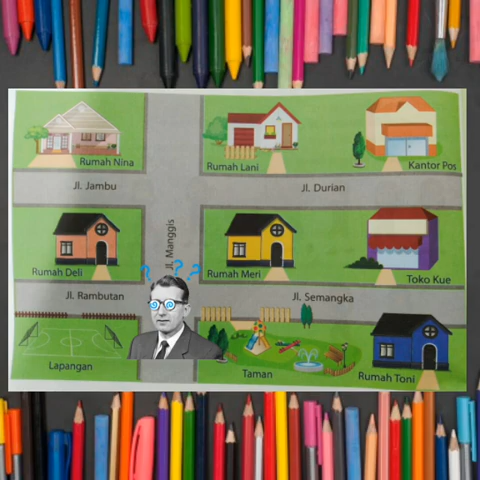 Rumah Nina
Rumah Lani
Kantor Pos
Jl. Jambu
Jl. Durian
Jl. Manggis
Rumah Deli
Rumah Meri
Toko Kue
Jl. Rambutan
Jl. Semangka
? ? ?
Lapangan
Taman
Rumah Toni